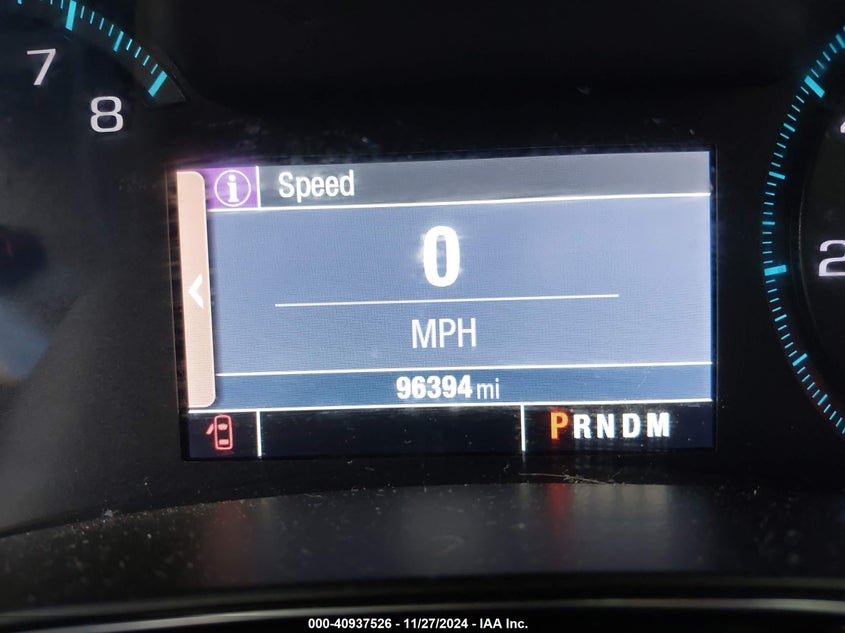 7
8
Speed
0
MPH
96394 mi
PRNDM
2
000-40937526 - 11/27/2024 - IAA Inc.